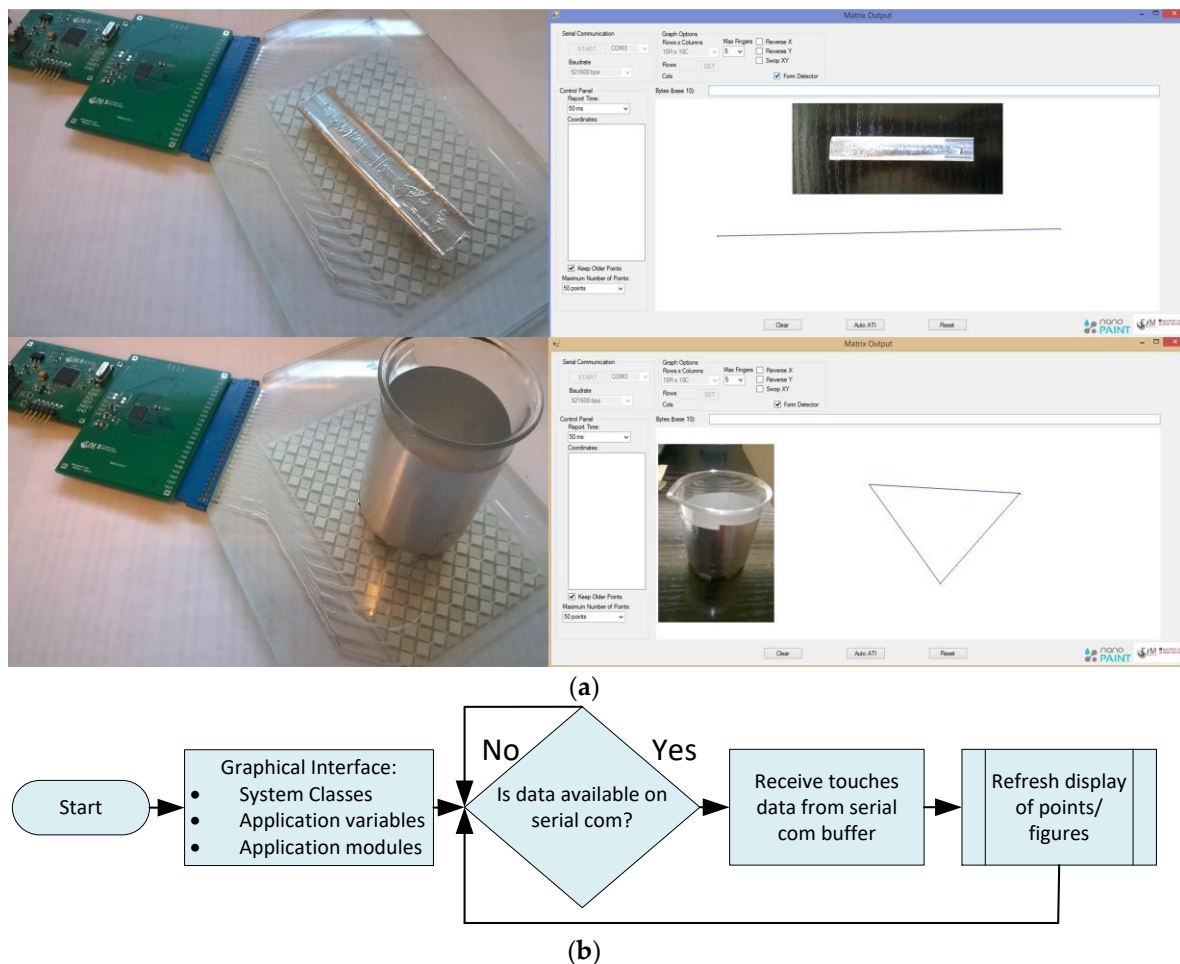 Matrix Output
Serial Communication
START COM3
Baudrate
921600 bps
Graph Options
Rows x Columns
15R x 10C
Rows SET
Cols
Max Fingers
5
Reverse X
Reverse Y
Swap XY
Form Detector
Control Panel
Report Time:
50 ms
Coordinates:
Bytes (base 10):
Keep Older Points
Maximum Number of Points:
50 points
Clear Auto ATI Reset
nano
PAINT
Matrix Output
Serial Communication
START COM3
Baudrate
921600 bps
Graph Options
Rows x Columns
15R x 10C
Rows SET
Cols
Max Fingers
5
Reverse X
Reverse Y
Swap XY
Form Detector
Control Panel
Report Time:
50 ms
Coordinates:
Bytes (base 10):
Keep Older Points
Maximum Number of Points:
50 points
Clear Auto ATI Reset
nano
PAINT
(a)
Start
Graphical Interface:
• System Classes
• Application variables
• Application modules
No
Yes
Is data available on
serial com?
Receive touches
data from serial
com buffer
Refresh display
of points/
figures
(b)